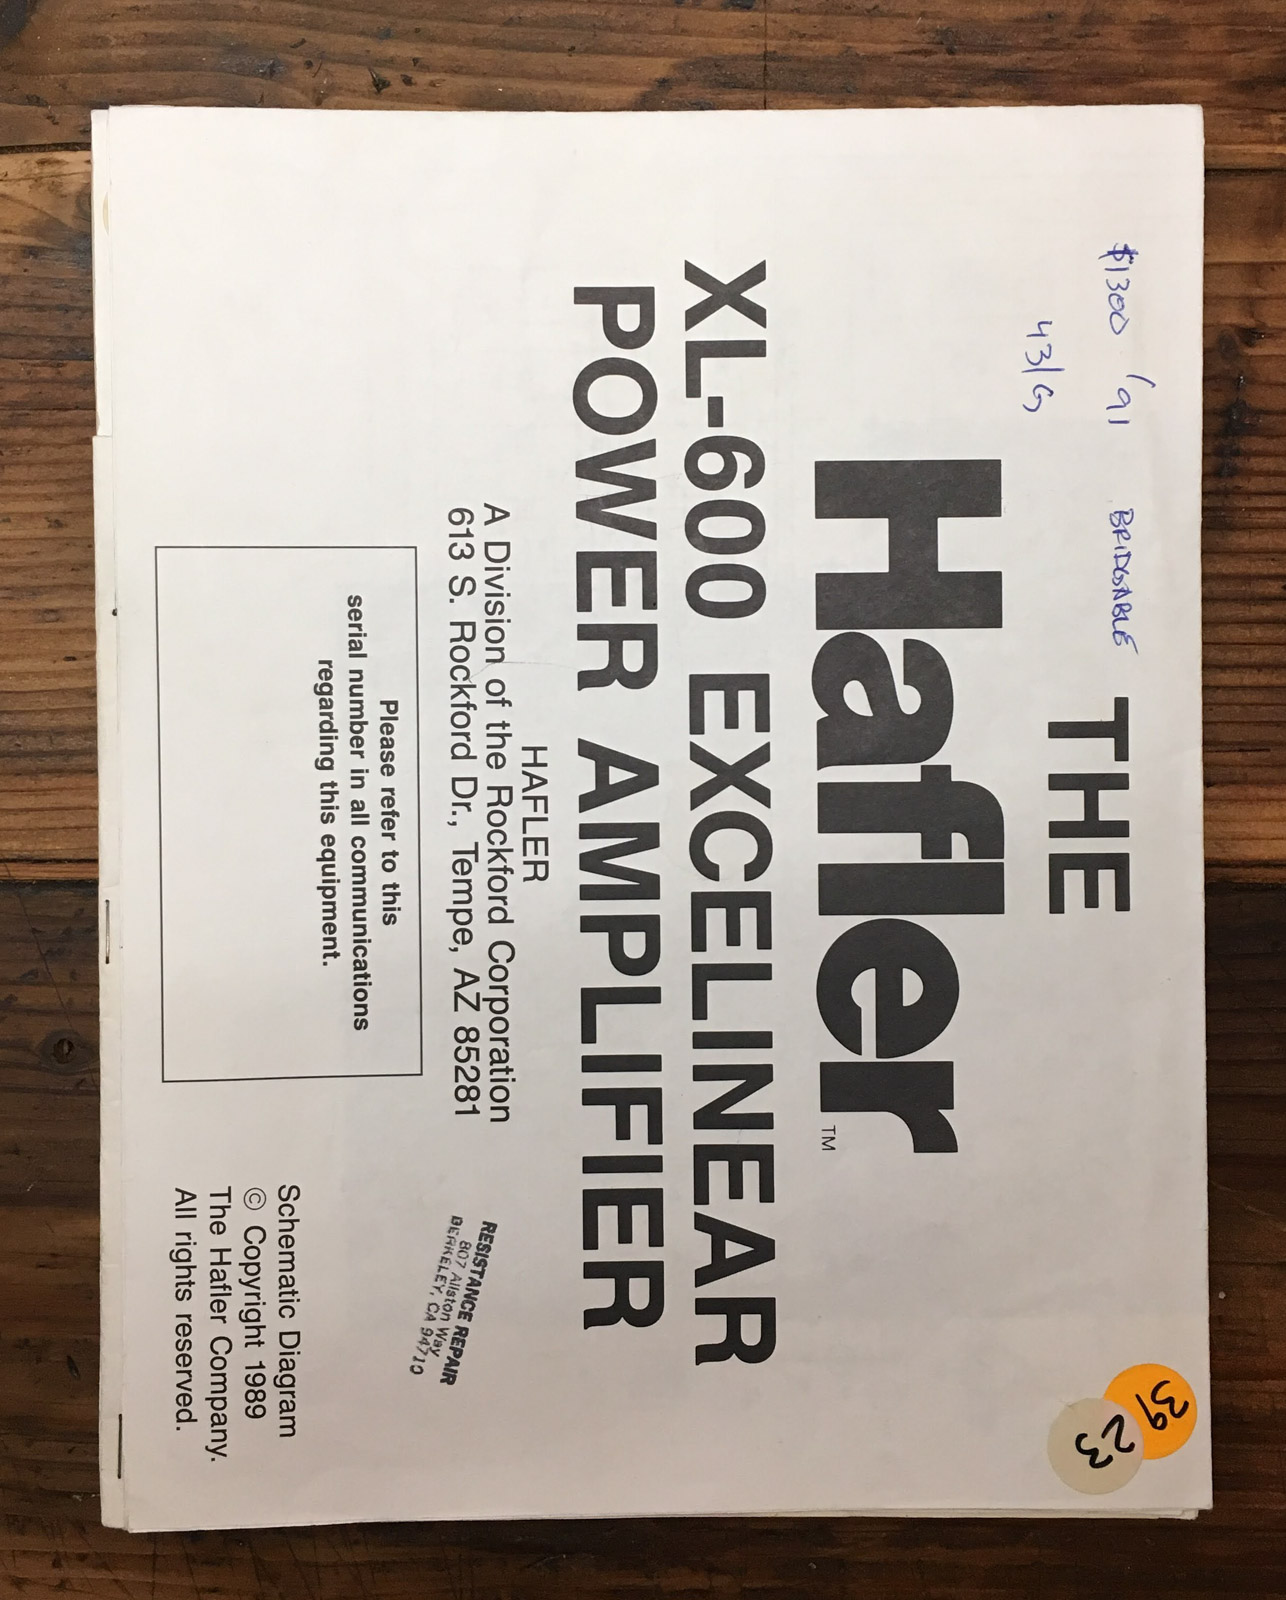 $1300 '91 BRIDGABLE
43/G
THE
Hafler™
XL-600 EXCELINEAR
POWER AMPLIFIER
HAFLER
A Division of the Rockford Corporation
613 S. Rockford Dr., Tempe, AZ 85281
Please refer to this
serial number in all communications
regarding this equipment.
RESISTANCE REPAIR
807 Allston Way
BERKELEY, CA 94710
Schematic Diagram
© Copyright 1989
The Hafler Company.
All rights reserved.
39
23